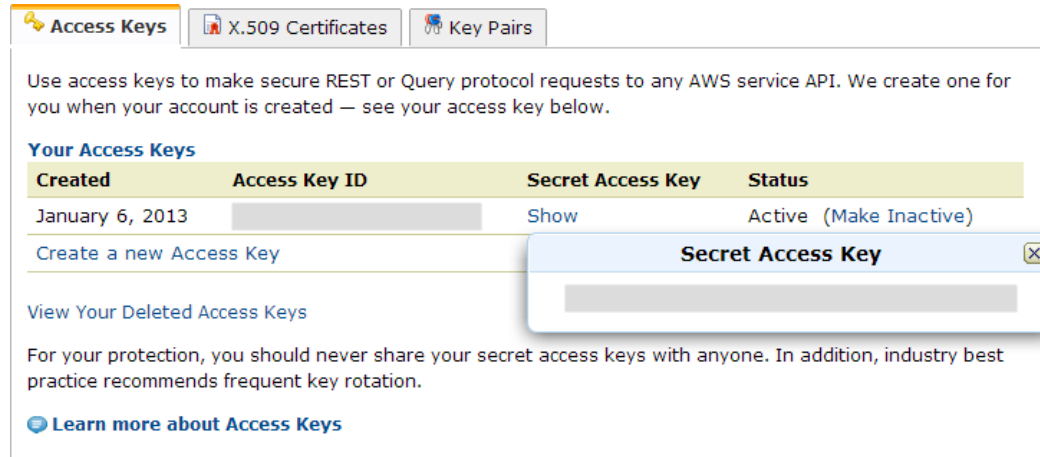 Access Keys
X.509 Certificates
Key Pairs
Use access keys to make secure REST or Query protocol requests to any AWS service API. We create one for
you when your account is created — see your access key below.
Your Access Keys
Created Access Key ID Secret Access Key Status
January 6, 2013 Show Active (Make Inactive)
Create a new Access Key
Secret Access Key
View Your Deleted Access Keys
For your protection, you should never share your secret access keys with anyone. In addition, industry best
practice recommends frequent key rotation.
Learn more about Access Keys